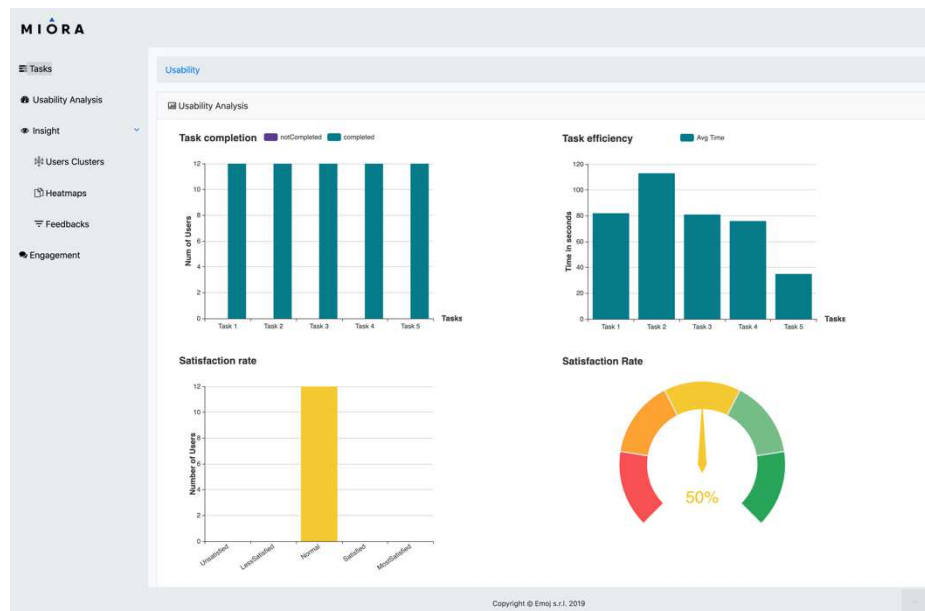 MIORA
Tasks
Usability Analysis
Insight
Users Clusters
Heatmaps
Feedbacks
Engagement
Usability
Usability Analysis
Task completion notCompleted completed
12
10
8
6
4
2
0
Num of Users
Task 1 Task 2 Task 3 Task 4 Task 5
Tasks
Task efficiency Avg Time
120
100
80
60
40
20
0
Time in seconds
Task 1 Task 2 Task 3 Task 4 Task 5
Tasks
Satisfaction rate
12
10
8
6
4
2
0
Number of Users
Unsatisfied LessSatisfied Normal Satisfied MostSatisfied
Satisfaction Rate
50%
Copyright © Emoj s.r.l. 2019